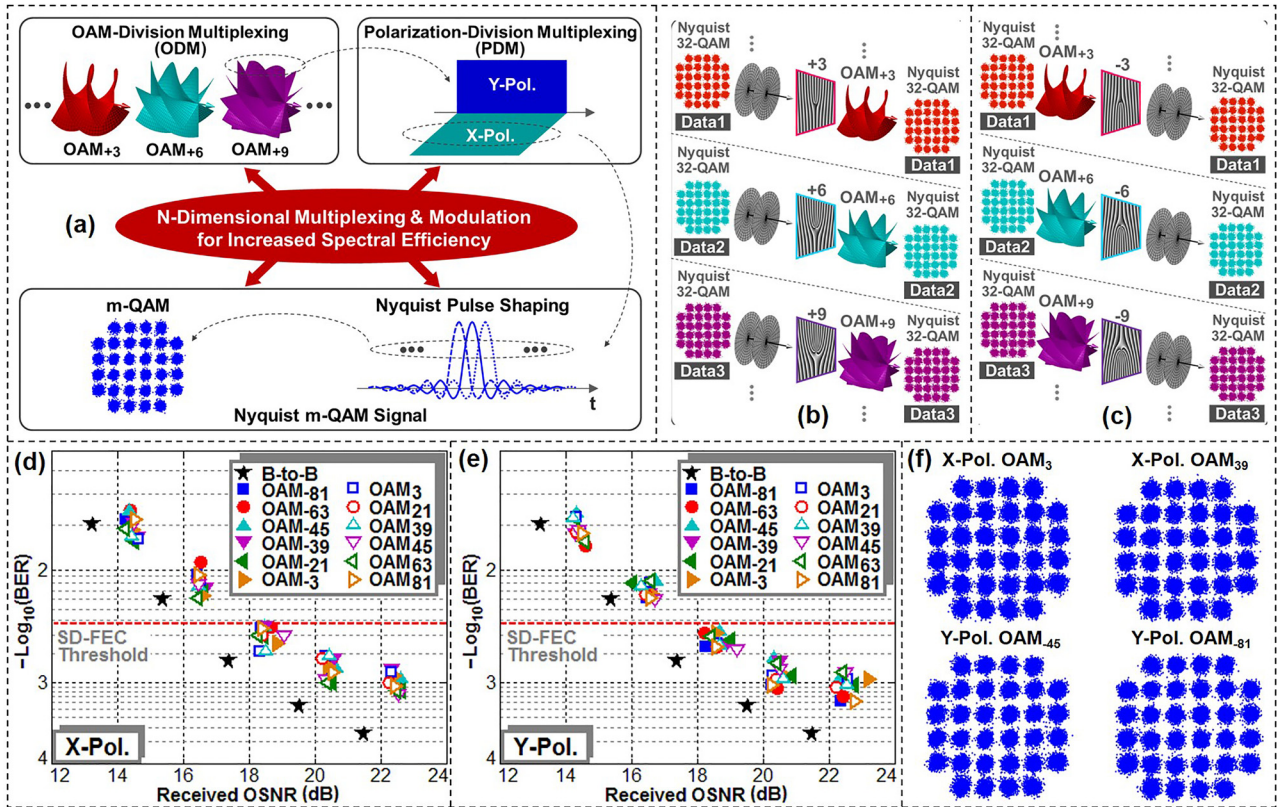 OAM-Division Multiplexing
(ODM)
OAM+3
OAM+6
OAM+9
Polarization-Division Multiplexing
(PDM)
Y-Pol.
X-Pol.
(a)
N-Dimensional Multiplexing & Modulation
for Increased Spectral Efficiency
m-QAM
Nyquist Pulse Shaping
t
Nyquist m-QAM Signal
Nyquist
32-QAM
Data1
+3
OAM+3
Nyquist
32-QAM
Data1
Nyquist
32-QAM
Data2
+6
OAM+6
Nyquist
32-QAM
Data2
Nyquist
32-QAM
Data3
+9
OAM+9
Nyquist
32-QAM
Data3
(b)
Nyquist
32-QAM
Data1
OAM+3
-3
Nyquist
32-QAM
Data1
Nyquist
32-QAM
Data2
OAM+6
-6
Nyquist
32-QAM
Data2
Nyquist
32-QAM
Data3
OAM+9
-9
Nyquist
32-QAM
Data3
(c)
(d)
B-to-B
OAM-81
OAM-63
OAM-45
OAM-39
OAM-21
OAM-3
OAM3
OAM21
OAM39
OAM45
OAM63
OAM81
−Log10(BER)
2
3
4
SD-FEC
Threshold
X-Pol.
12 14 16 18 20 22 24
Received OSNR (dB)
(e)
B-to-B
OAM-81
OAM-63
OAM-45
OAM-39
OAM-21
OAM-3
OAM3
OAM21
OAM39
OAM45
OAM63
OAM81
−Log10(BER)
2
3
4
SD-FEC
Threshold
Y-Pol.
12 14 16 18 20 22 24
Received OSNR (dB)
(f)
X-Pol. OAM3
X-Pol. OAM39
Y-Pol. OAM-45
Y-Pol. OAM-81